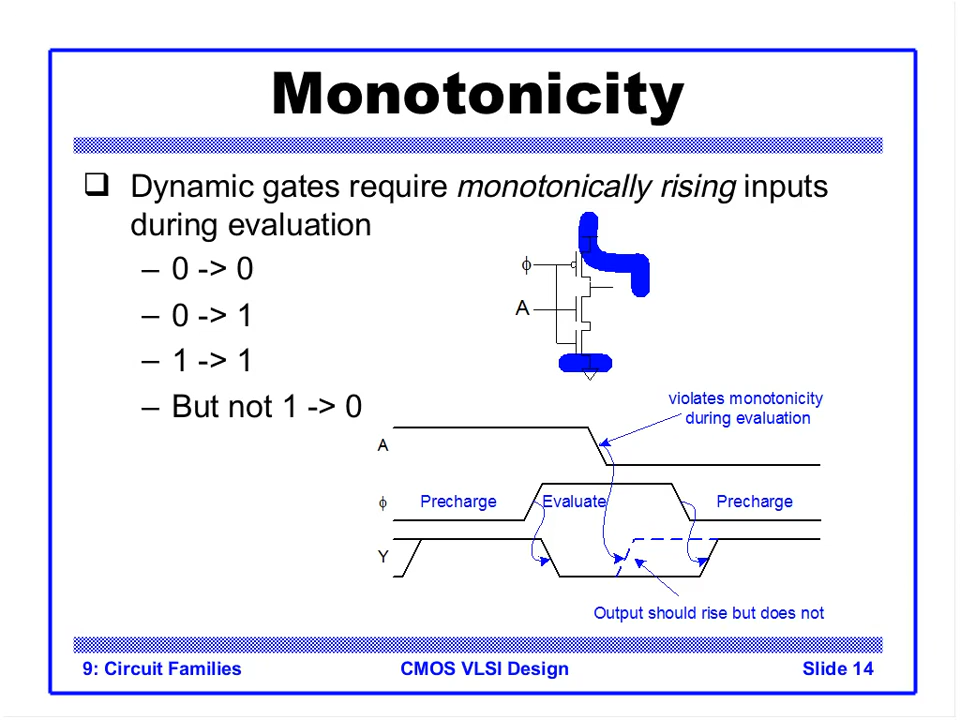 Monotonicity
❑ Dynamic gates require monotonically rising inputs
during evaluation
– 0 -> 0
– 0 -> 1
– 1 -> 1
– But not 1 -> 0
ϕ
A
violates monotonicity
during evaluation
A
ϕ Precharge Evaluate Precharge
Y
Output should rise but does not
9: Circuit Families CMOS VLSI Design Slide 14